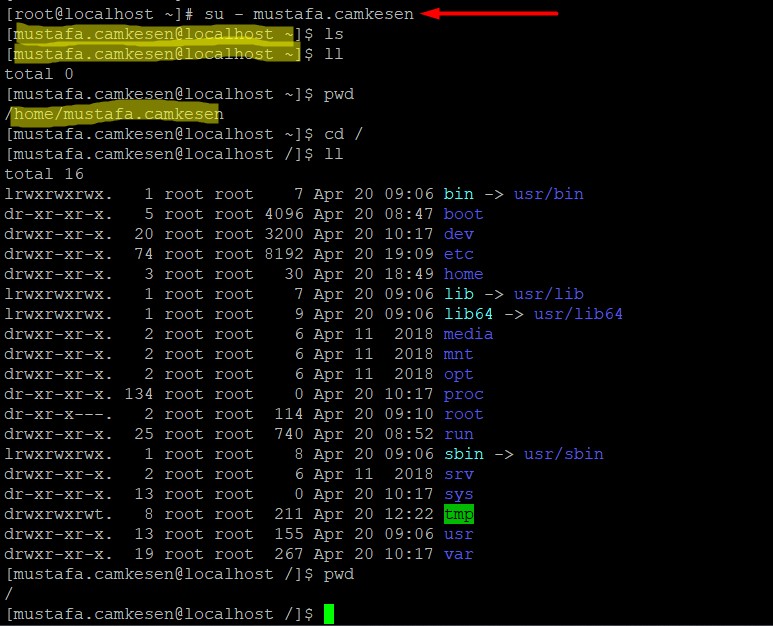 [root@localhost ~]# su - mustafa.camkesen
[mustafa.camkesen@localhost ~]$ ls
[mustafa.camkesen@localhost ~]$ ll
total 0
[mustafa.camkesen@localhost ~]$ pwd
/home/mustafa.camkesen
[mustafa.camkesen@localhost ~]$ cd /
[mustafa.camkesen@localhost /]$ ll
total 16
lrwxrwxrwx.   1 root root    7 Apr 20 09:06 bin -> usr/bin
dr-xr-xr-x.   5 root root 4096 Apr 20 08:47 boot
drwxr-xr-x.  20 root root 3200 Apr 20 10:17 dev
drwxr-xr-x.  74 root root 8192 Apr 20 19:09 etc
drwxr-xr-x.   3 root root   30 Apr 20 18:49 home
lrwxrwxrwx.   1 root root    7 Apr 20 09:06 lib -> usr/lib
lrwxrwxrwx.   1 root root    9 Apr 20 09:06 lib64 -> usr/lib64
drwxr-xr-x.   2 root root    6 Apr 11  2018 media
drwxr-xr-x.   2 root root    6 Apr 11  2018 mnt
drwxr-xr-x.   2 root root    6 Apr 11  2018 opt
dr-xr-xr-x. 134 root root    0 Apr 20 10:17 proc
dr-xr-x---.   2 root root  114 Apr 20 09:10 root
drwxr-xr-x.  25 root root  740 Apr 20 08:52 run
lrwxrwxrwx.   1 root root    8 Apr 20 09:06 sbin -> usr/sbin
drwxr-xr-x.   2 root root    6 Apr 11  2018 srv
dr-xr-xr-x.  13 root root    0 Apr 20 10:17 sys
drwxrwxrwt.   8 root root  211 Apr 20 12:22 tmp
drwxr-xr-x.  13 root root  155 Apr 20 09:06 usr
drwxr-xr-x.  19 root root  267 Apr 20 10:17 var
[mustafa.camkesen@localhost /]$ pwd
/
[mustafa.camkesen@localhost /]$